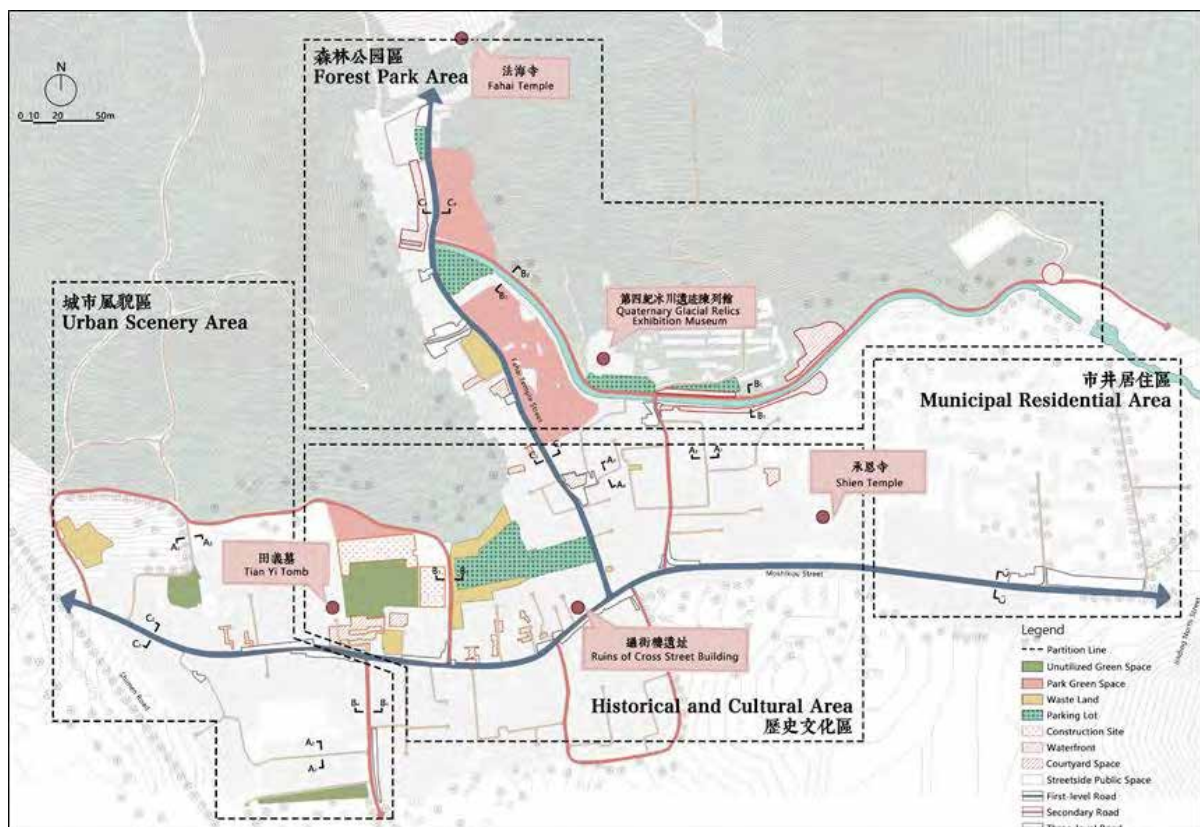 森林公园區
Forest Park Area
法海寺
Fahai Temple
N
0 10 20 50m
城市風貌區
Urban Scenery Area
第四紀冰川遺迹陳列館
Quaternary Glacial Relics
Exhibition Museum
市井居住區
Municipal Residential Area
Fahai Temple Street
承恩寺
Shien Temple
田義墓
Tian Yi Tomb
Moshikou Street
過街樓遺址
Ruins of Cross Street Building
Historical and Cultural Area
歷史文化區
Legend
Partition Line
Unutilized Green Space
Park Green Space
Waste Land
Parking Lot
Construction Site
Waterfront
Courtyard Space
Streetside Public Space
First-level Road
Secondary Road